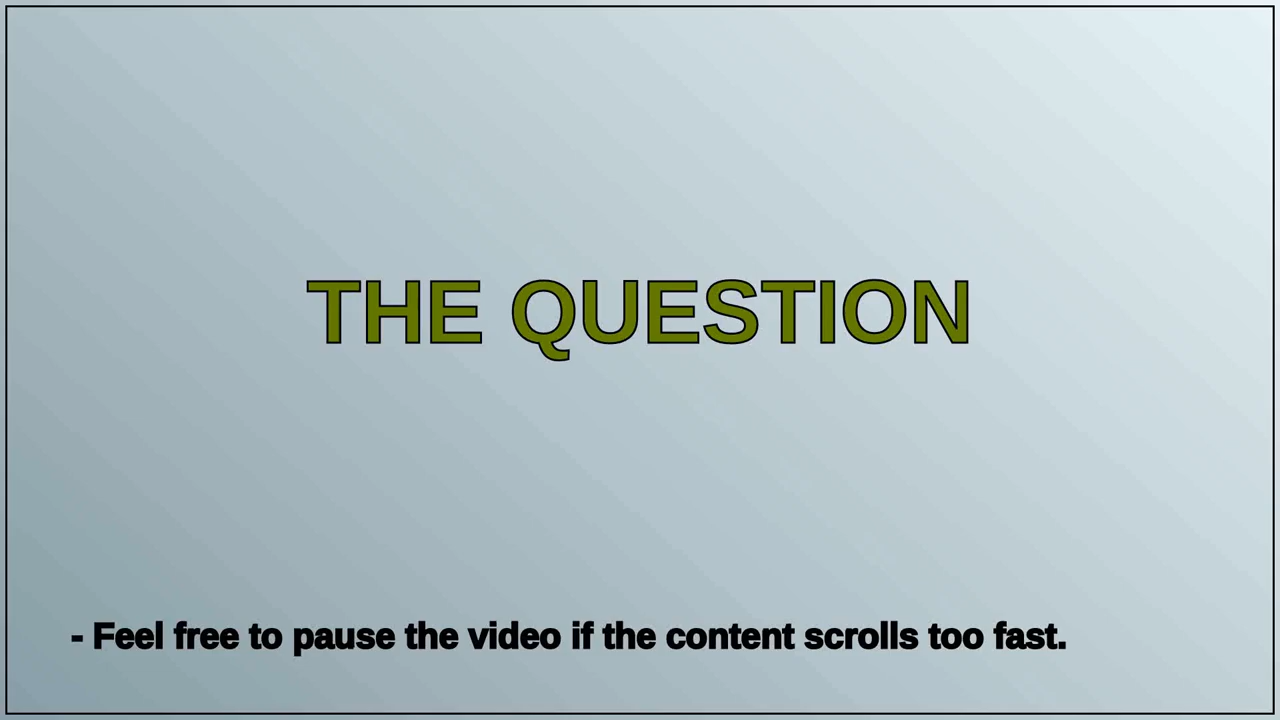 THE QUESTION
- Feel free to pause the video if the content scrolls too fast.